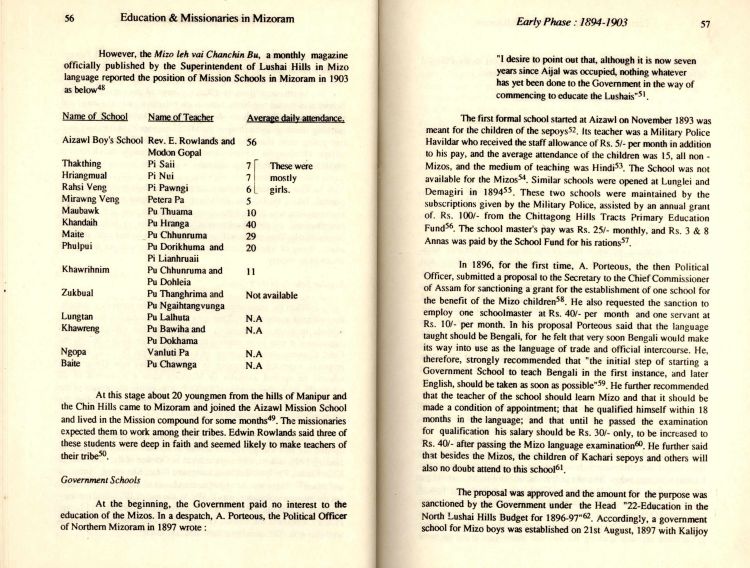 56 Education & Missionaries in Mizoram
However, the Mizo leh vai Chanchin Bu, a monthly magazine
officially published by the Superintendent of Lushai Hills in Mizo
language reported the position of Mission Schools in Mizoram in 1903
as below48
Name of School Name of Teacher Average daily attendance.
Aizawl Boy's School Rev. E. Rowlands and 56
Modon Gopal
Thakthing Pi Saii 7 These were
Hriangmual Pi Nui 7 mostly
Rahsi Veng Pi Pawngi 6 girls.
Mirawng Veng Petera Pa 5
Maubawk Pu Thuama 10
Khandaih Pu Hranga 40
Maite Pu Chhunruma 29
Phulpui Pu Dorikhuma and 20
Pi Lianhruaii
Khawrihnim Pu Chhunruma and 11
Pu Dohleia
Zukbual Pu Thanghrima and Not available
Pu Ngaihtangvunga
Lungtan Pu Lalhuta N.A
Khawreng Pu Bawiha and N.A
Pu Dokhama
Ngopa Vanluti Pa N.A
Baite Pu Chawnga N.A
At this stage about 20 youngmen from the hills of Manipur and
the Chin Hills came to Mizoram and joined the Aizawl Mission School
and lived in the Mission compound for some months49. The missionaries
expected them to work among their tribes. Edwin Rowlands said three of
these students were deep in faith and seemed likely to make teachers of
their tribe50.
Government Schools
At the beginning, the Government paid no interest to the
education of the Mizos. In a despatch, A. Porteous, the Political Officer
of Northern Mizoram in 1897 wrote :
Early Phase : 1894-1903 57
"I desire to point out that, although it is now seven
years since Aijal was occupied, nothing whatever
has yet been done to the Government in the way of
commencing to educate the Lushais"51.
The first formal school started at Aizawl on November 1893 was
meant for the children of the sepoys52. Its teacher was a Military Police
Havildar who received the staff allowance of Rs. 5/- per month in addition
to his pay, and the average attendance of the children was 15, all non -
Mizos, and the medium of teaching was Hindi53. The School was not
available for the Mizos54. Similar schools were opened at Lunglei and
Demagiri in 189455. These two schools were maintained by the
subscriptions given by the Military Police, assisted by an annual grant
of. Rs. 100/- from the Chittagong Hills Tracts Primary Education
Fund56. The school master's pay was Rs. 25/- monthly, and Rs. 3 & 8
Annas was paid by the School Fund for his rations57.
In 1896, for the first time, A. Porteous, the then Political
Officer, submitted a proposal to the Secretary to the Chief Commissioner
of Assam for sanctioning a grant for the establishment of one school for
the benefit of the Mizo children58. He also requested the sanction to
employ one schoolmaster at Rs. 40/- per month and one servant at
Rs. 10/- per month. In his proposal Porteous said that the language
taught should be Bengali, for he felt that very soon Bengali would make
its way into use as the language of trade and official intercourse. He,
therefore, strongly recommended that "the initial step of starting a
Government School to teach Bengali in the first instance, and later
English, should be taken as soon as possible"59. He further recommended
that the teacher of the school should learn Mizo and that it should be
made a condition of appointment; that he qualified himself within 18
months in the language; and that until he passed the examination
for qualification his salary should be Rs. 30/- only, to be increased to
Rs. 40/- after passing the Mizo language examination60. He further said
that besides the Mizos, the children of Kachari sepoys and others will
also no doubt attend to this school61.
The proposal was approved and the amount for the purpose was
sanctioned by the Government under the Head "22-Education in the
North Lushai Hills Budget for 1896-97"62. Accordingly, a government
school for Mizo boys was established on 21st August, 1897 with Kalijoy